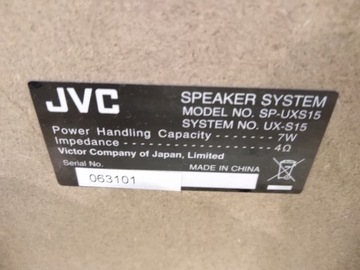 JVC
SPEAKER SYSTEM
MODEL NO. SP-UXS15
SYSTEM NO. UX-S15
Power Handling Capacity - - - - - - - 7W
Impedance - - - - - - - - - - - - - - - - - - 4Ω
Victor Company of Japan, Limited
Serial No.
MADE IN CHINA
063101